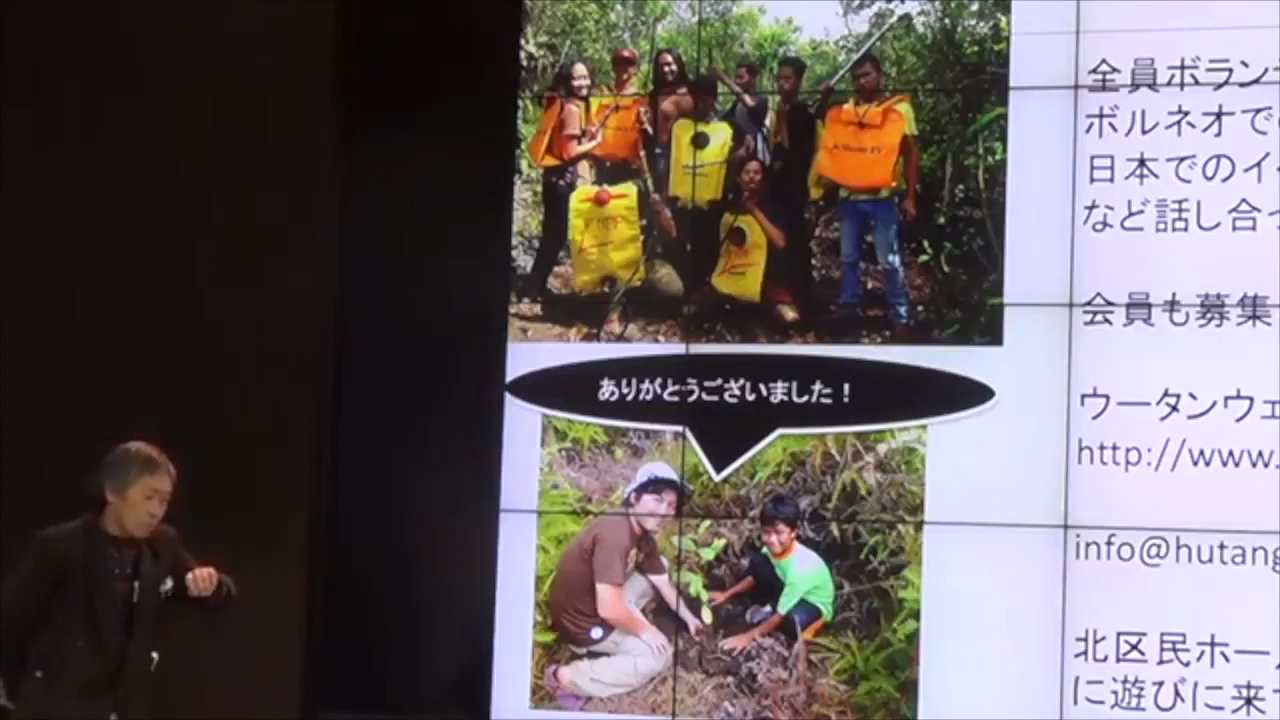 ありがとうございました！
全員ボラン
ボルネオで
日本でのイ
など話し合
会員も募集
ウータンウェ
http://www.
info@hutang
北区民ホー
に遊びに来